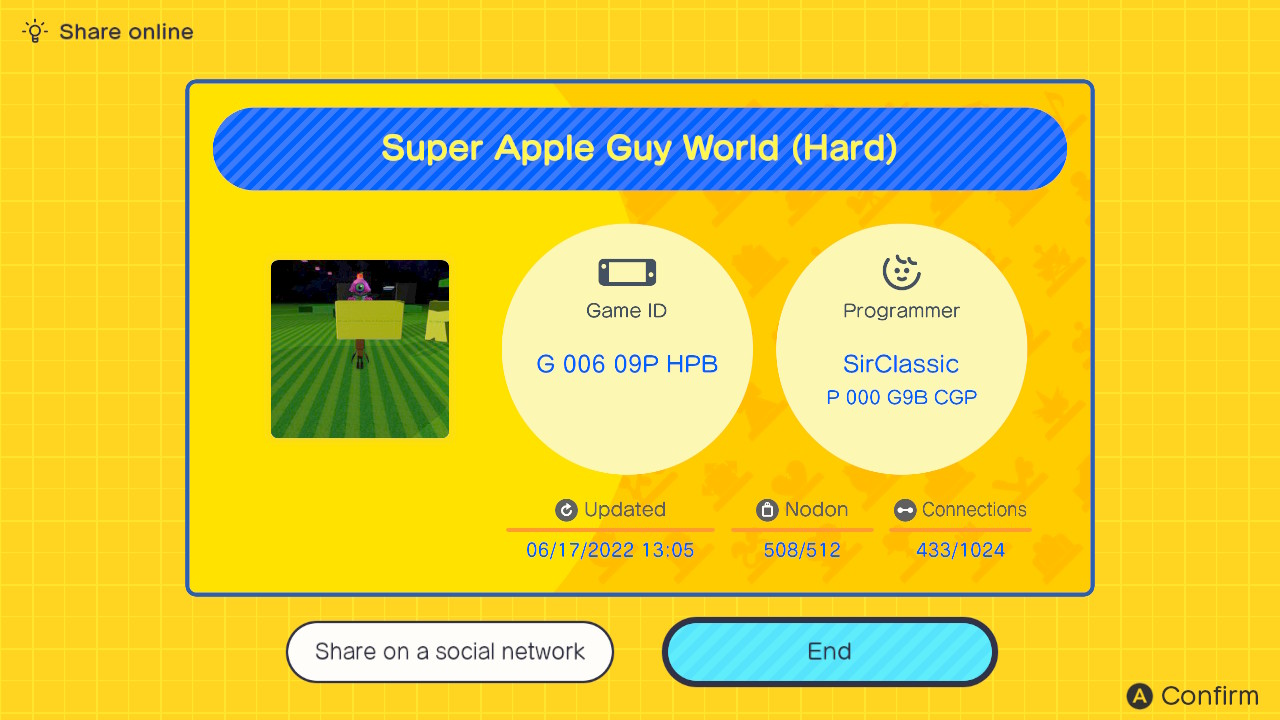 Share online
Super Apple Guy World (Hard)
Game ID
G 006 09P HPB
Programmer
SirClassic
P 000 G9B CGP
Updated
06/17/2022 13:05
Nodon
508/512
Connections
433/1024
Share on a social network
End
A Confirm